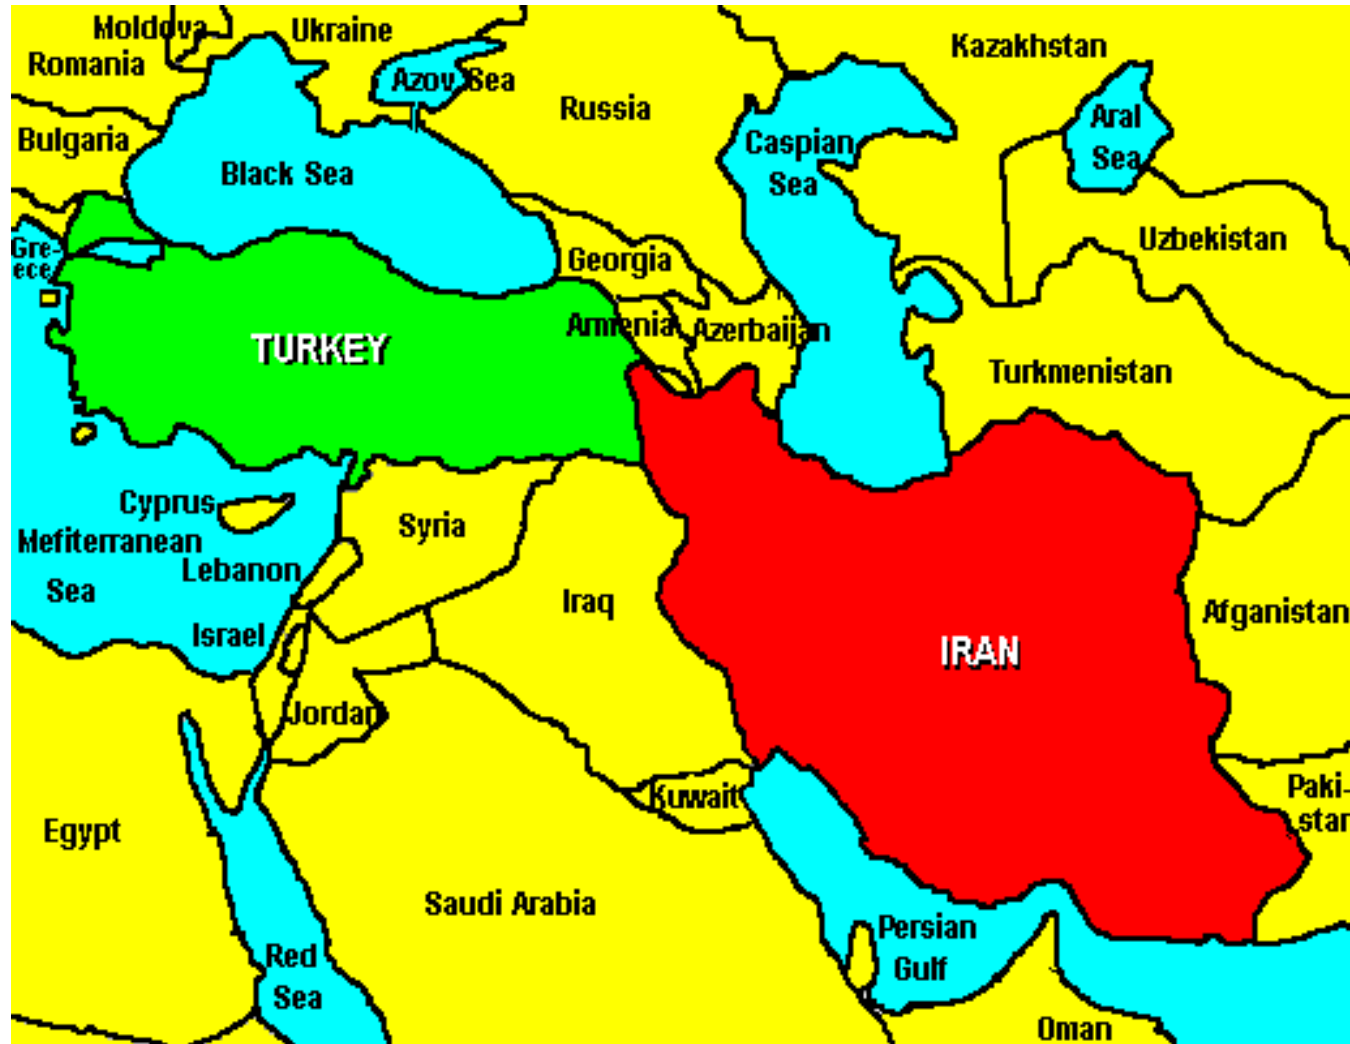 Moldova
Ukraine
Romania
Azov Sea
Kazakhstan
Russia
Aral
Sea
Bulgaria
Caspian
Sea
Black Sea
Gre-
ece
Georgia
Uzbekistan
Armenia
Azerbaijan
TURKEY
Turkmenistan
Cyprus
Syria
Mefiterranean
Sea
Lebanon
Iraq
Afganistan
Israel
IRAN
Jordan
Kuwait
Paki-
stan
Egypt
Saudi Arabia
Persian
Gulf
Red
Sea
Oman